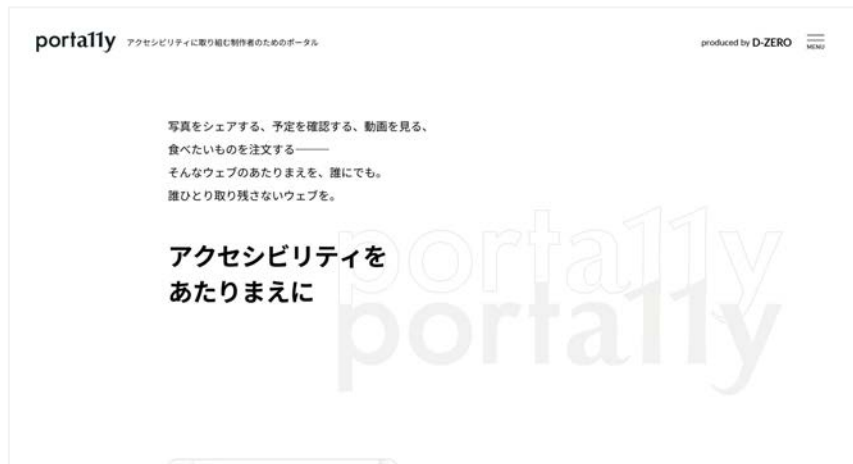 porta11y アクセシビリティに取り組む制作者のためのポータル
produced by D-ZERO
MENU
写真をシェアする、予定を確認する、動画を見る、
食べたいものを注文する――
そんなウェブのあたりまえを、誰にでも。
誰ひとり取り残さないウェブを。
アクセシビリティを
あたりまえに
porta11y
porta11y